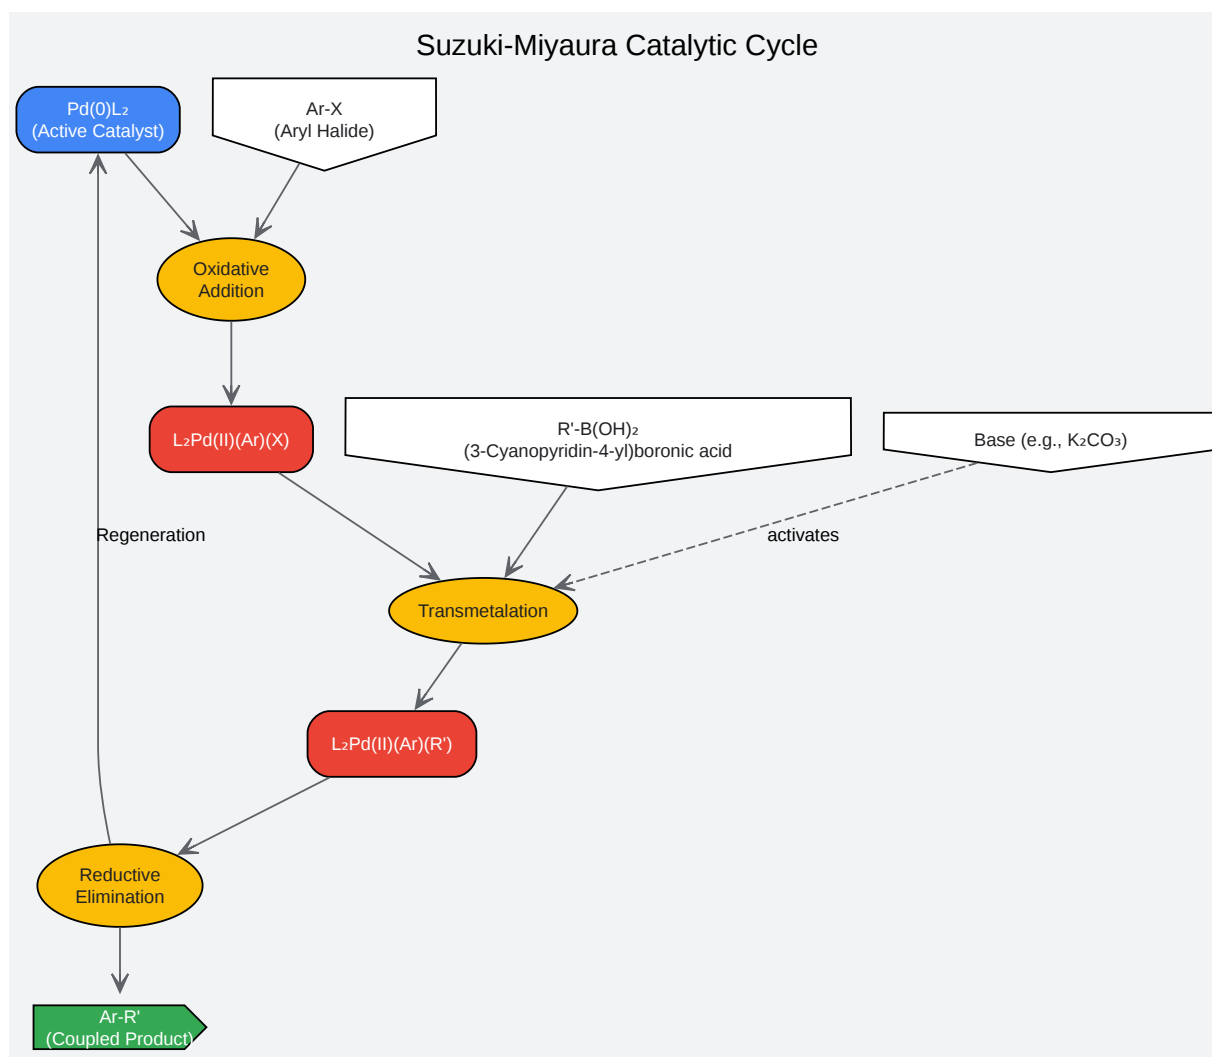 Suzuki-Miyaura Catalytic Cycle
Pd(0)L₂
(Active Catalyst)
Ar-X
(Aryl Halide)
Oxidative
Addition
L₂Pd(II)(Ar)(X)
R'-B(OH)₂
(3-Cyanopyridin-4-yl)boronic acid
Base (e.g., K₂CO₃)
Regeneration
activates
Transmetalation
L₂Pd(II)(Ar)(R')
Reductive
Elimination
Ar-R'
(Coupled Product)